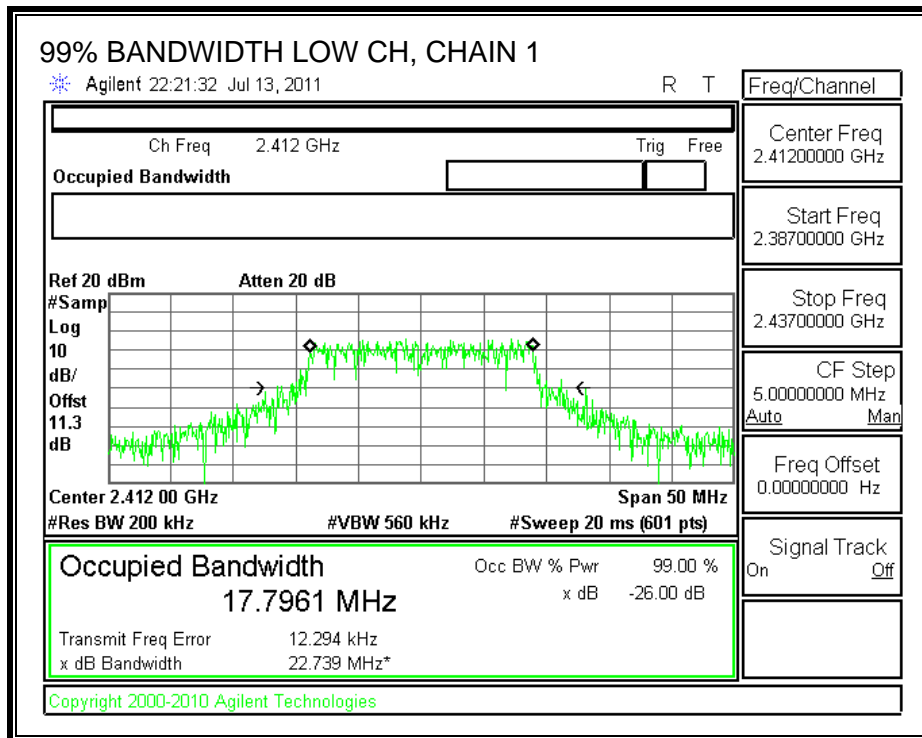 99% BANDWIDTH LOW CH, CHAIN 1
Agilent 22:21:32 Jul 13, 2011 R T
Freq/Channel
Ch Freq 2.412 GHz Trig Free
Occupied Bandwidth
Center Freq
2.41200000 GHz
Start Freq
2.38700000 GHz
Stop Freq
2.43700000 GHz
CF Step
5.00000000 MHz
Auto Man
Freq Offset
0.00000000 Hz
Signal Track
On Off
Ref 20 dBm Atten 20 dB
#Samp
Log
10
dB/
Offst
11.3
dB
Center 2.412 00 GHz Span 50 MHz
#Res BW 200 kHz #VBW 560 kHz #Sweep 20 ms (601 pts)
Occupied Bandwidth Occ BW % Pwr 99.00 %
17.7961 MHz x dB -26.00 dB
Transmit Freq Error 12.294 kHz
x dB Bandwidth 22.739 MHz*
Copyright 2000-2010 Agilent Technologies